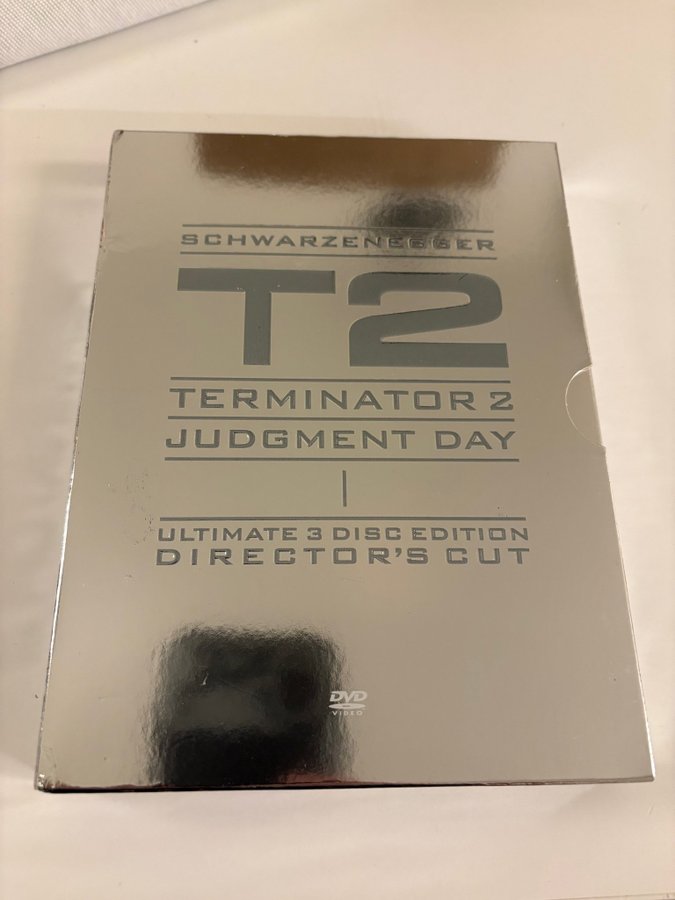 SCHWARZENEGGER
T2
TERMINATOR 2
JUDGMENT DAY
ULTIMATE 3 DISC EDITION
DIRECTOR'S CUT
DVD
VIDEO